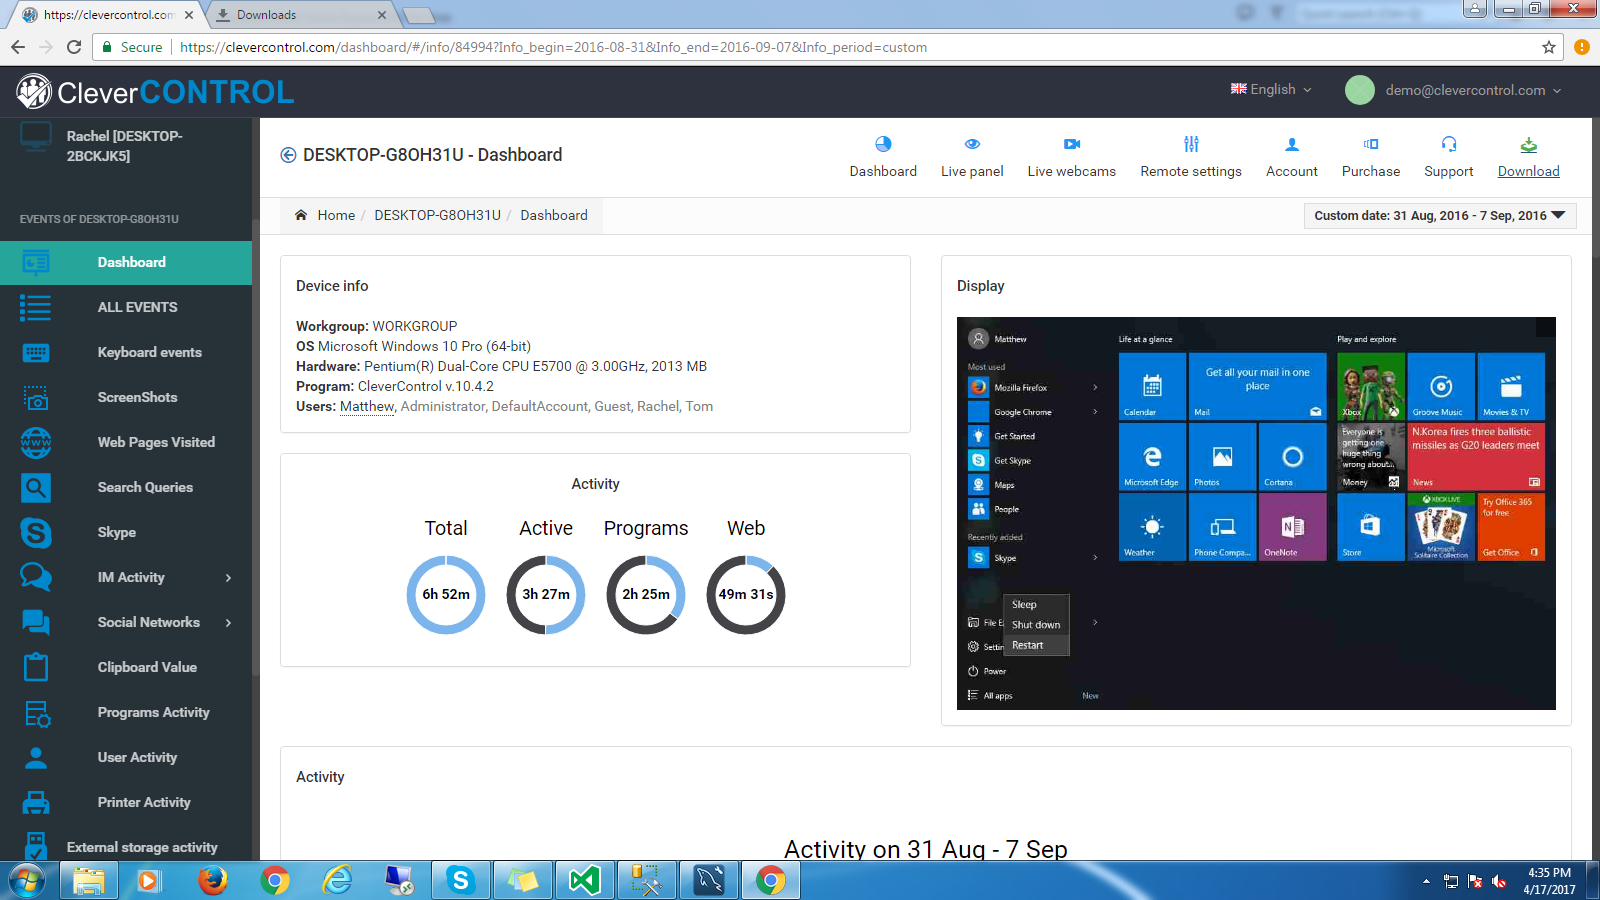 https://clevercontrol.com
Downloads
Secure
https://clevercontrol.com/dashboard/#/info/84994?Info_begin=2016-08-31&Info_end=2016-09-07&Info_period=custom
CleverCONTROL
English
demo@clevercontrol.com
Rachel [DESKTOP-
2BCKJK5]
EVENTS OF DESKTOP-G8OH31U
Dashboard
ALL EVENTS
Keyboard events
ScreenShots
Web Pages Visited
Search Queries
Skype
IM Activity
Social Networks
Clipboard Value
Programs Activity
User Activity
Printer Activity
External storage activity
DESKTOP-G8OH31U - Dashboard
Dashboard
Live panel
Live webcams
Remote settings
Account
Purchase
Support
Download
Home / DESKTOP-G8OH31U / Dashboard
Custom date: 31 Aug, 2016 - 7 Sep, 2016
Device info
Workgroup: WORKGROUP
OS Microsoft Windows 10 Pro (64-bit)
Hardware: Pentium(R) Dual-Core CPU E5700 @ 3.00GHz, 2013 MB
Program: CleverControl v.10.4.2
Users: Matthew, Administrator, DefaultAccount, Guest, Rachel, Tom
Activity
Total Active Programs Web
6h 52m 3h 27m 2h 25m 49m 31s
Display
Matthew
Most used
Mozilla Firefox
Google Chrome
Get Started
Get Skype
Maps
People
Recently added
Skype
Sleep
Shut down
Restart
File E
Settin
Power
All apps
New
Life at a glance
Calendar
Get all your mail in one
place
Mail
Microsoft Edge
Photos
Cortana
Weather
Phone Compa...
OneNote
Play and explore
Xbox
Groove Music
Movies & TV
Everyone is
getting one
huge thing
wrong about...
Money
N.Korea fires three ballistic
missiles as G20 leaders meet
News
Store
XBOX LIVE
Microsoft
Solitaire Collection
Try Office 365
for free
Get Office
Activity
Activity on 31 Aug - 7 Sep
4:35 PM
4/17/2017